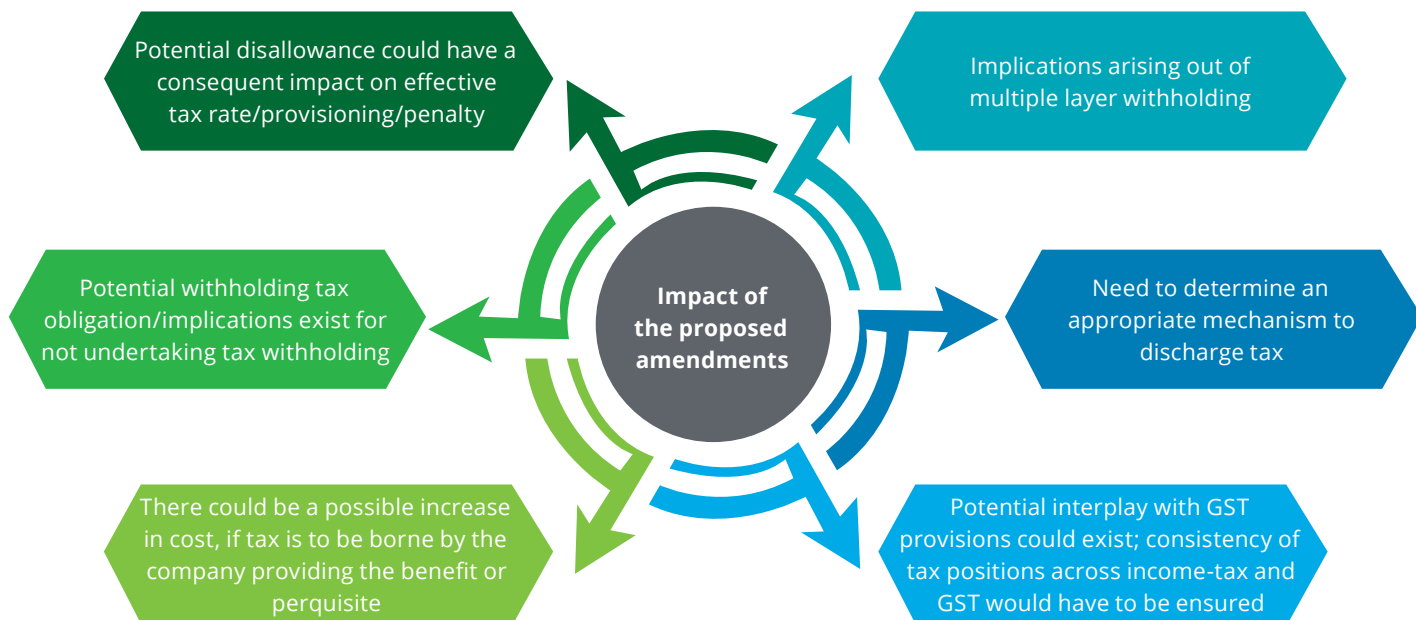 Potential disallowance could have a
consequent impact on effective
tax rate/provisioning/penalty
Implications arising out of
multiple layer withholding
Potential withholding tax
obligation/implications exist for
not undertaking tax withholding
Impact of
the proposed
amendments
Need to determine an
appropriate mechanism to
discharge tax
There could be a possible increase
in cost, if tax is to be borne by the
company providing the benefit or
perquisite
Potential interplay with GST
provisions could exist; consistency of
tax positions across income-tax and
GST would have to be ensured